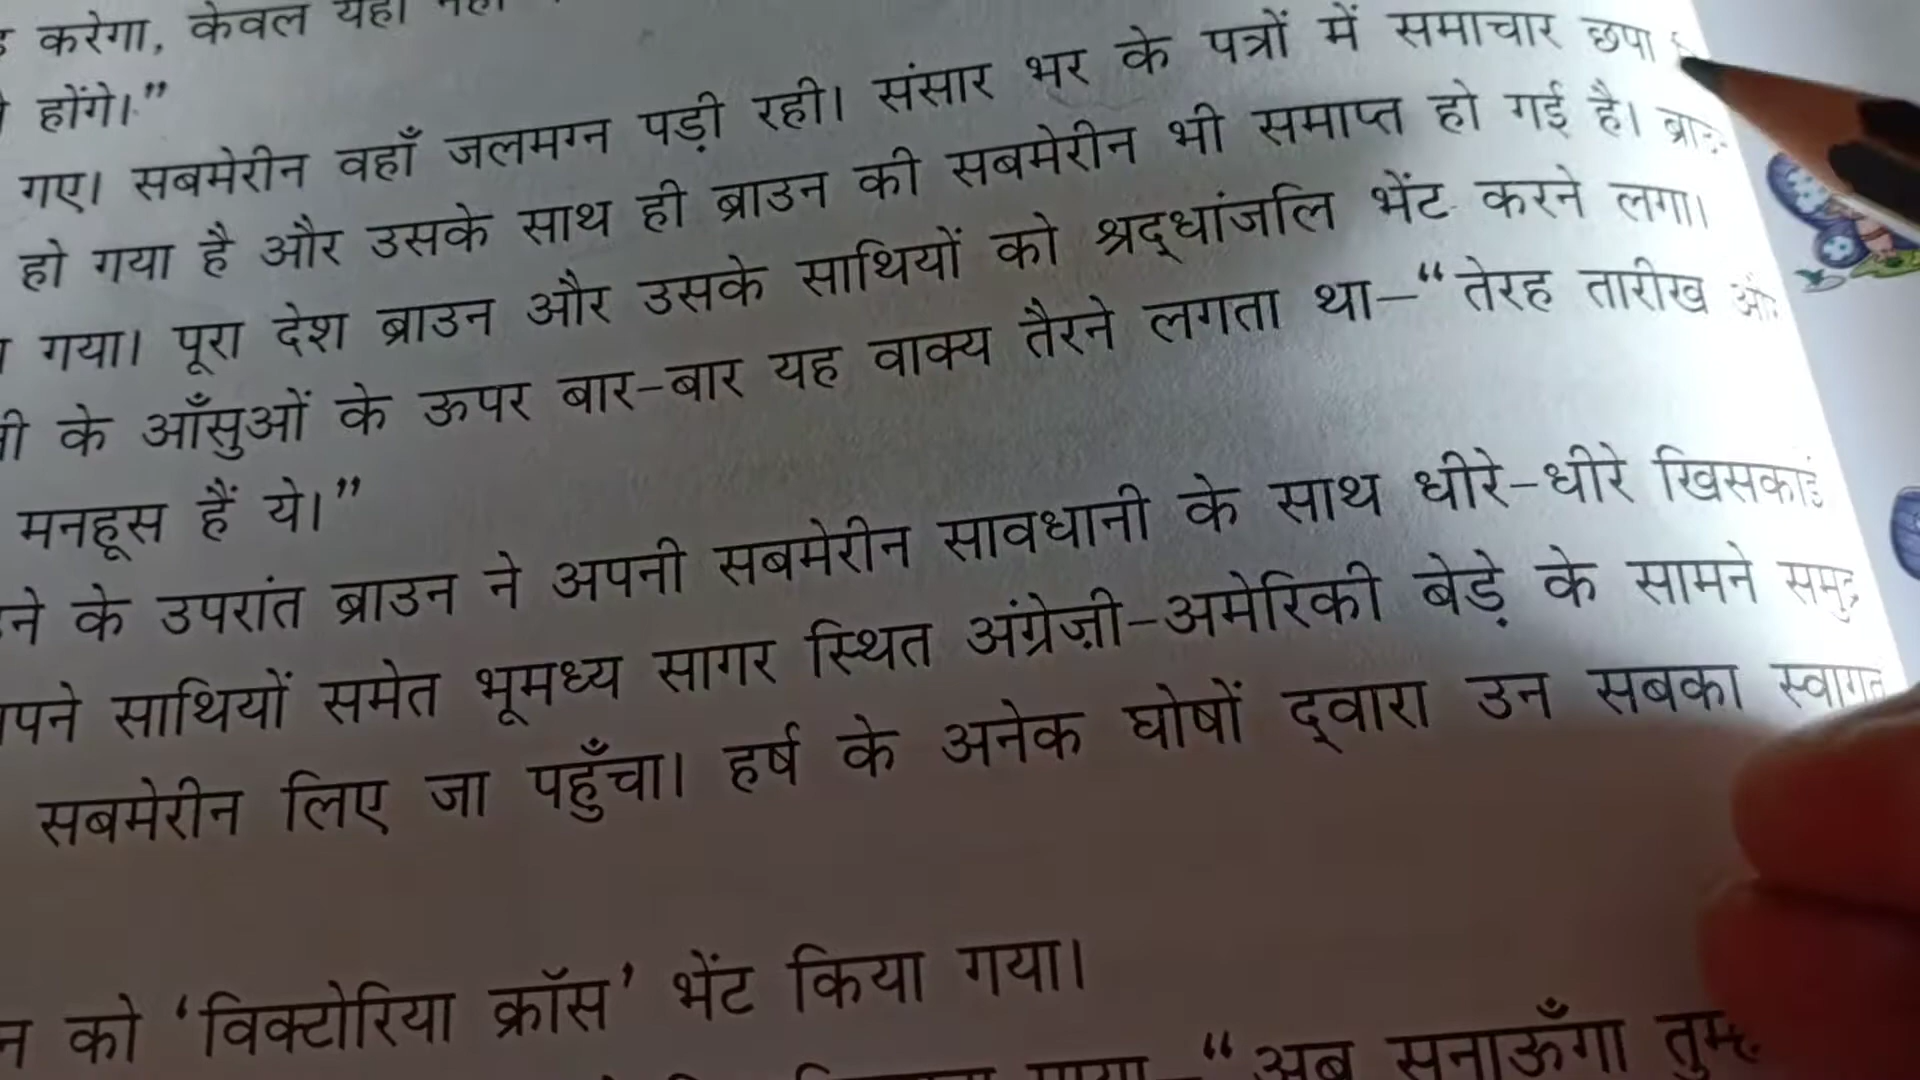 करेगा, केवल यही नहीं
होंगे।”
गए। सबमेरीन वहाँ जलमग्न पड़ी रही। संसार भर के पत्रों में समाचार छपा
हो गया है और उसके साथ ही ब्राउन की सबमेरीन भी समाप्त हो गई है।
गया। पूरा देश ब्राउन और उसके साथियों को श्रद्धांजलि भेंट करने लगा।
के आँसुओं के ऊपर बार-बार यह वाक्य तैरने लगता था–“तेरह तारीख
मनहूस हैं ये।”
के उपरांत ब्राउन ने अपनी सबमेरीन सावधानी के साथ धीरे-धीरे
साथियों समेत भूमध्य सागर स्थित अंग्रेज़ी-अमेरिकी बेड़े के सामने
सबमेरीन लिए जा पहुँचा। हर्ष के अनेक घोषों द्वारा उन सबका स्वागत
को ‘विक्टोरिया क्रॉस’ भेंट किया गया।
“अब सुनाऊँगा